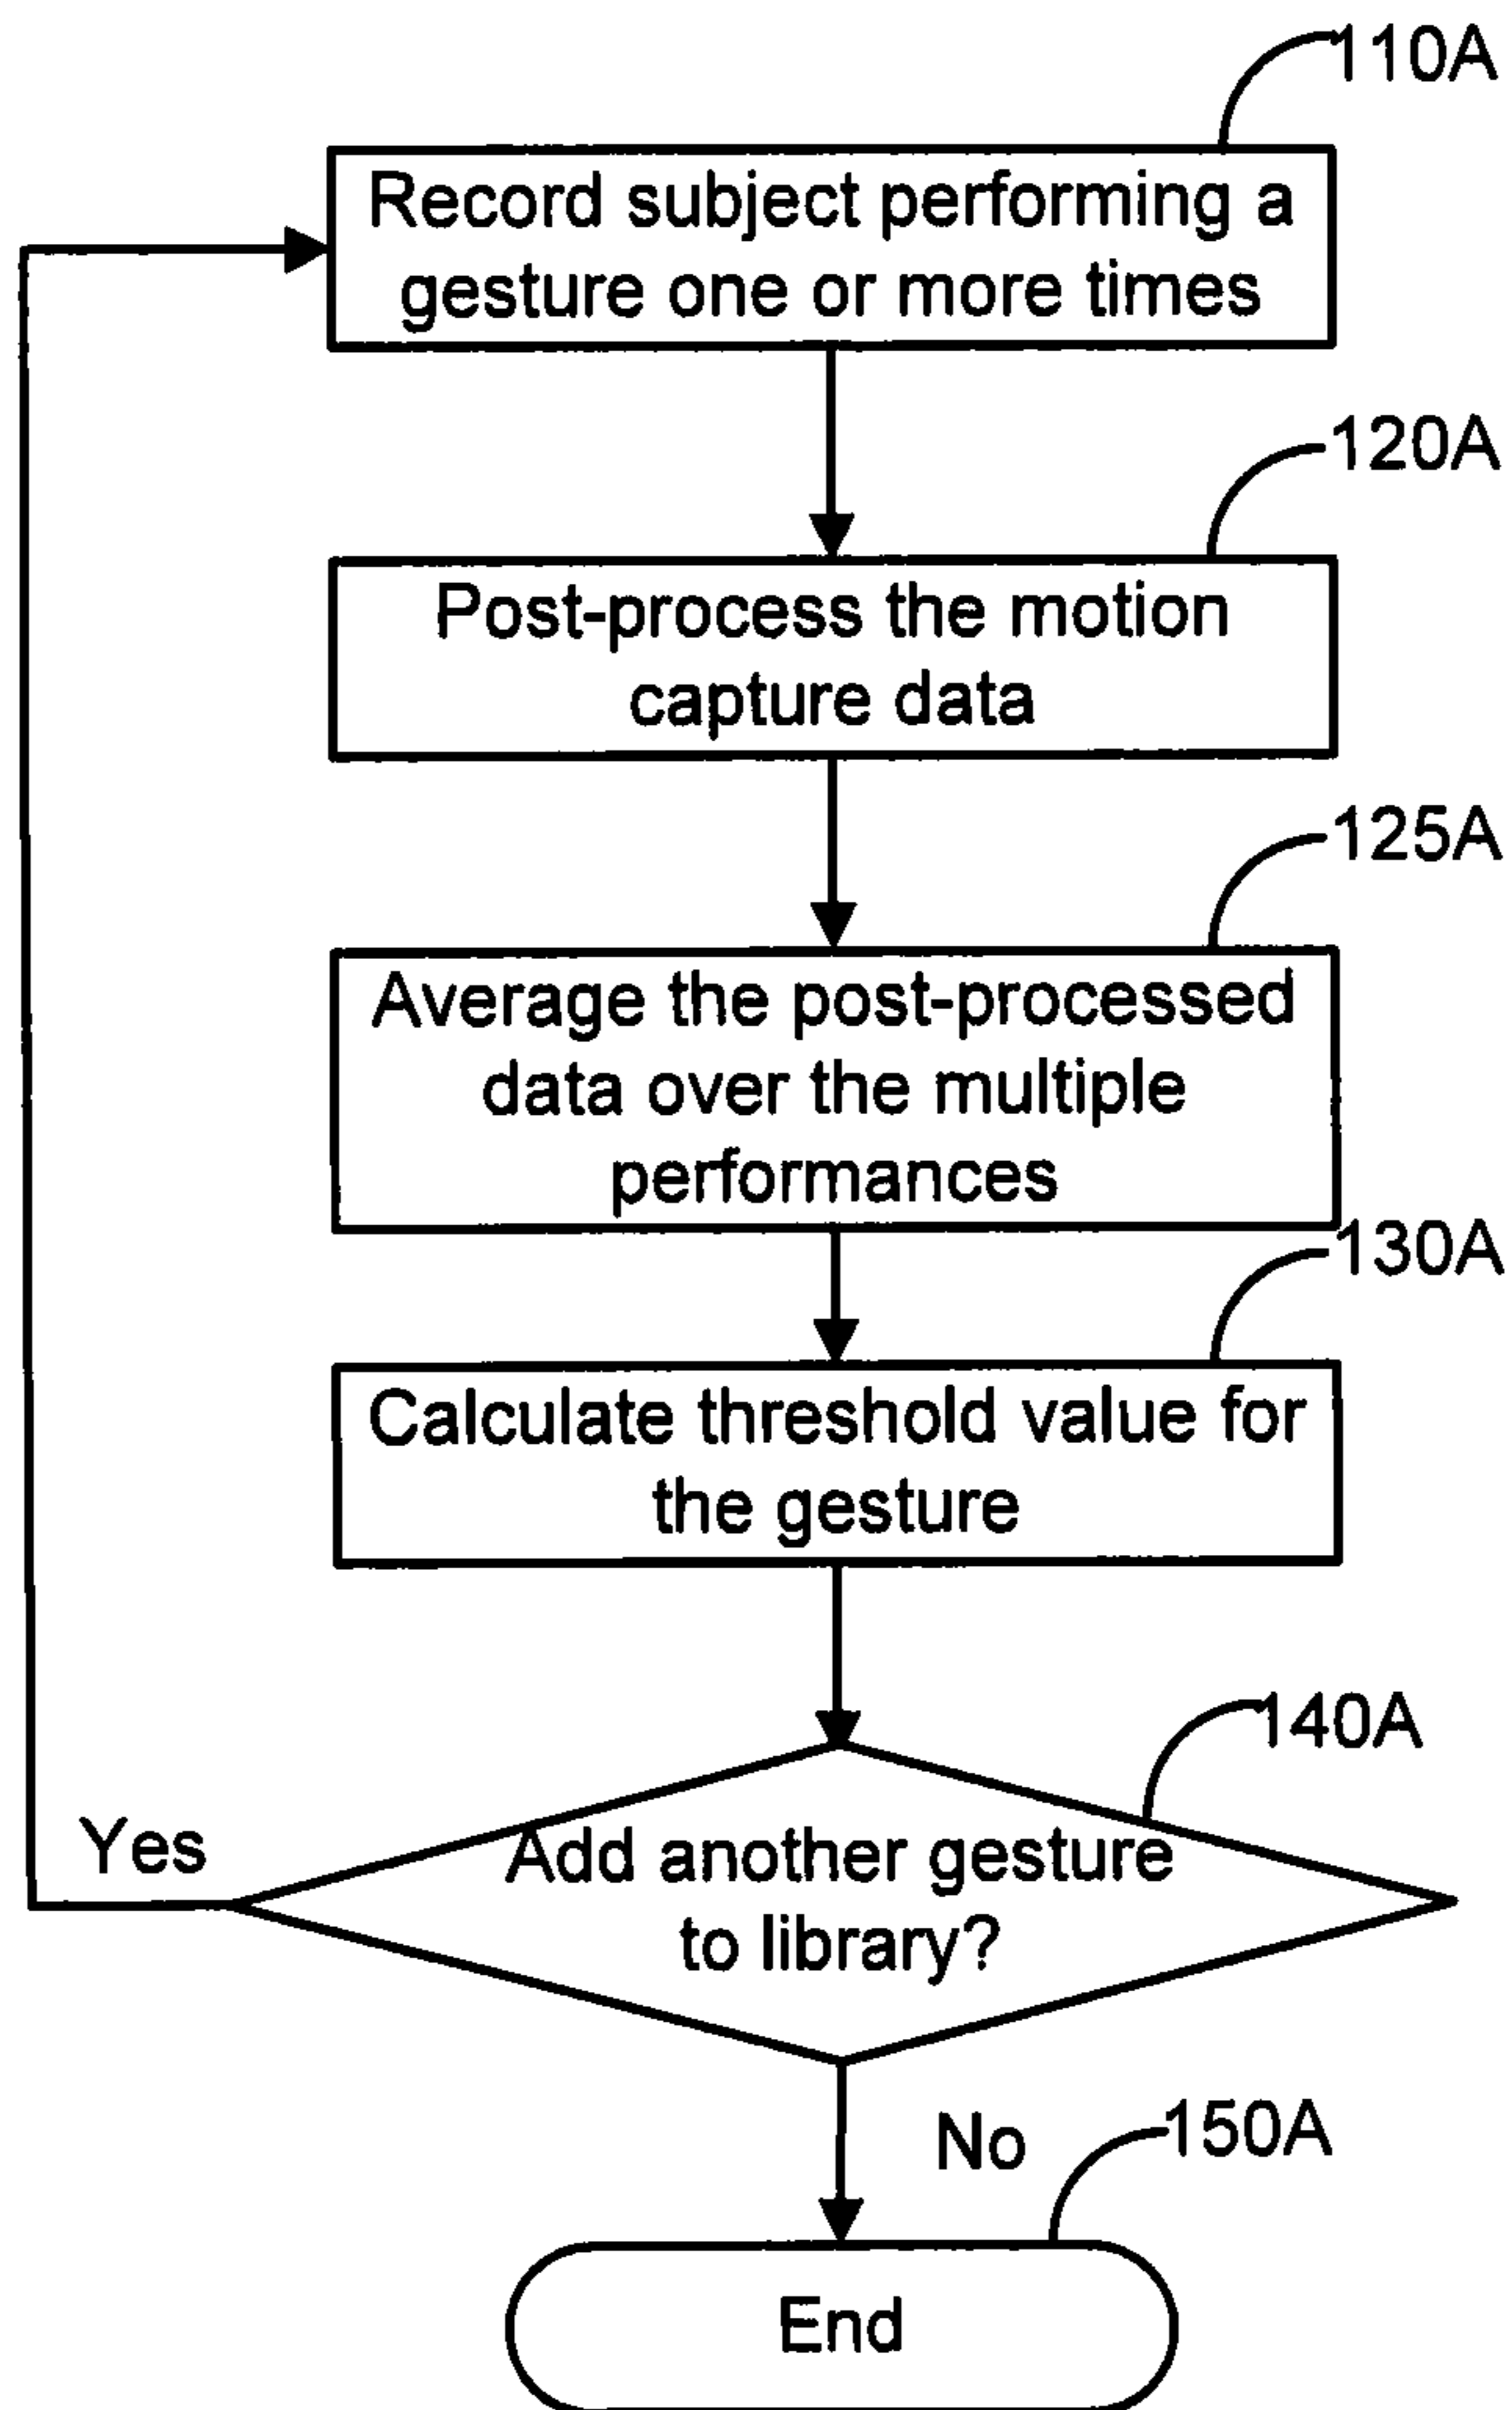 110A
Record subject performing a
gesture one or more times
120A
Post-process the motion
capture data
125A
Average the post-processed
data over the multiple
performances
130A
Calculate threshold value for
the gesture
140A
Yes
Add another gesture
to library?
No
150A
End